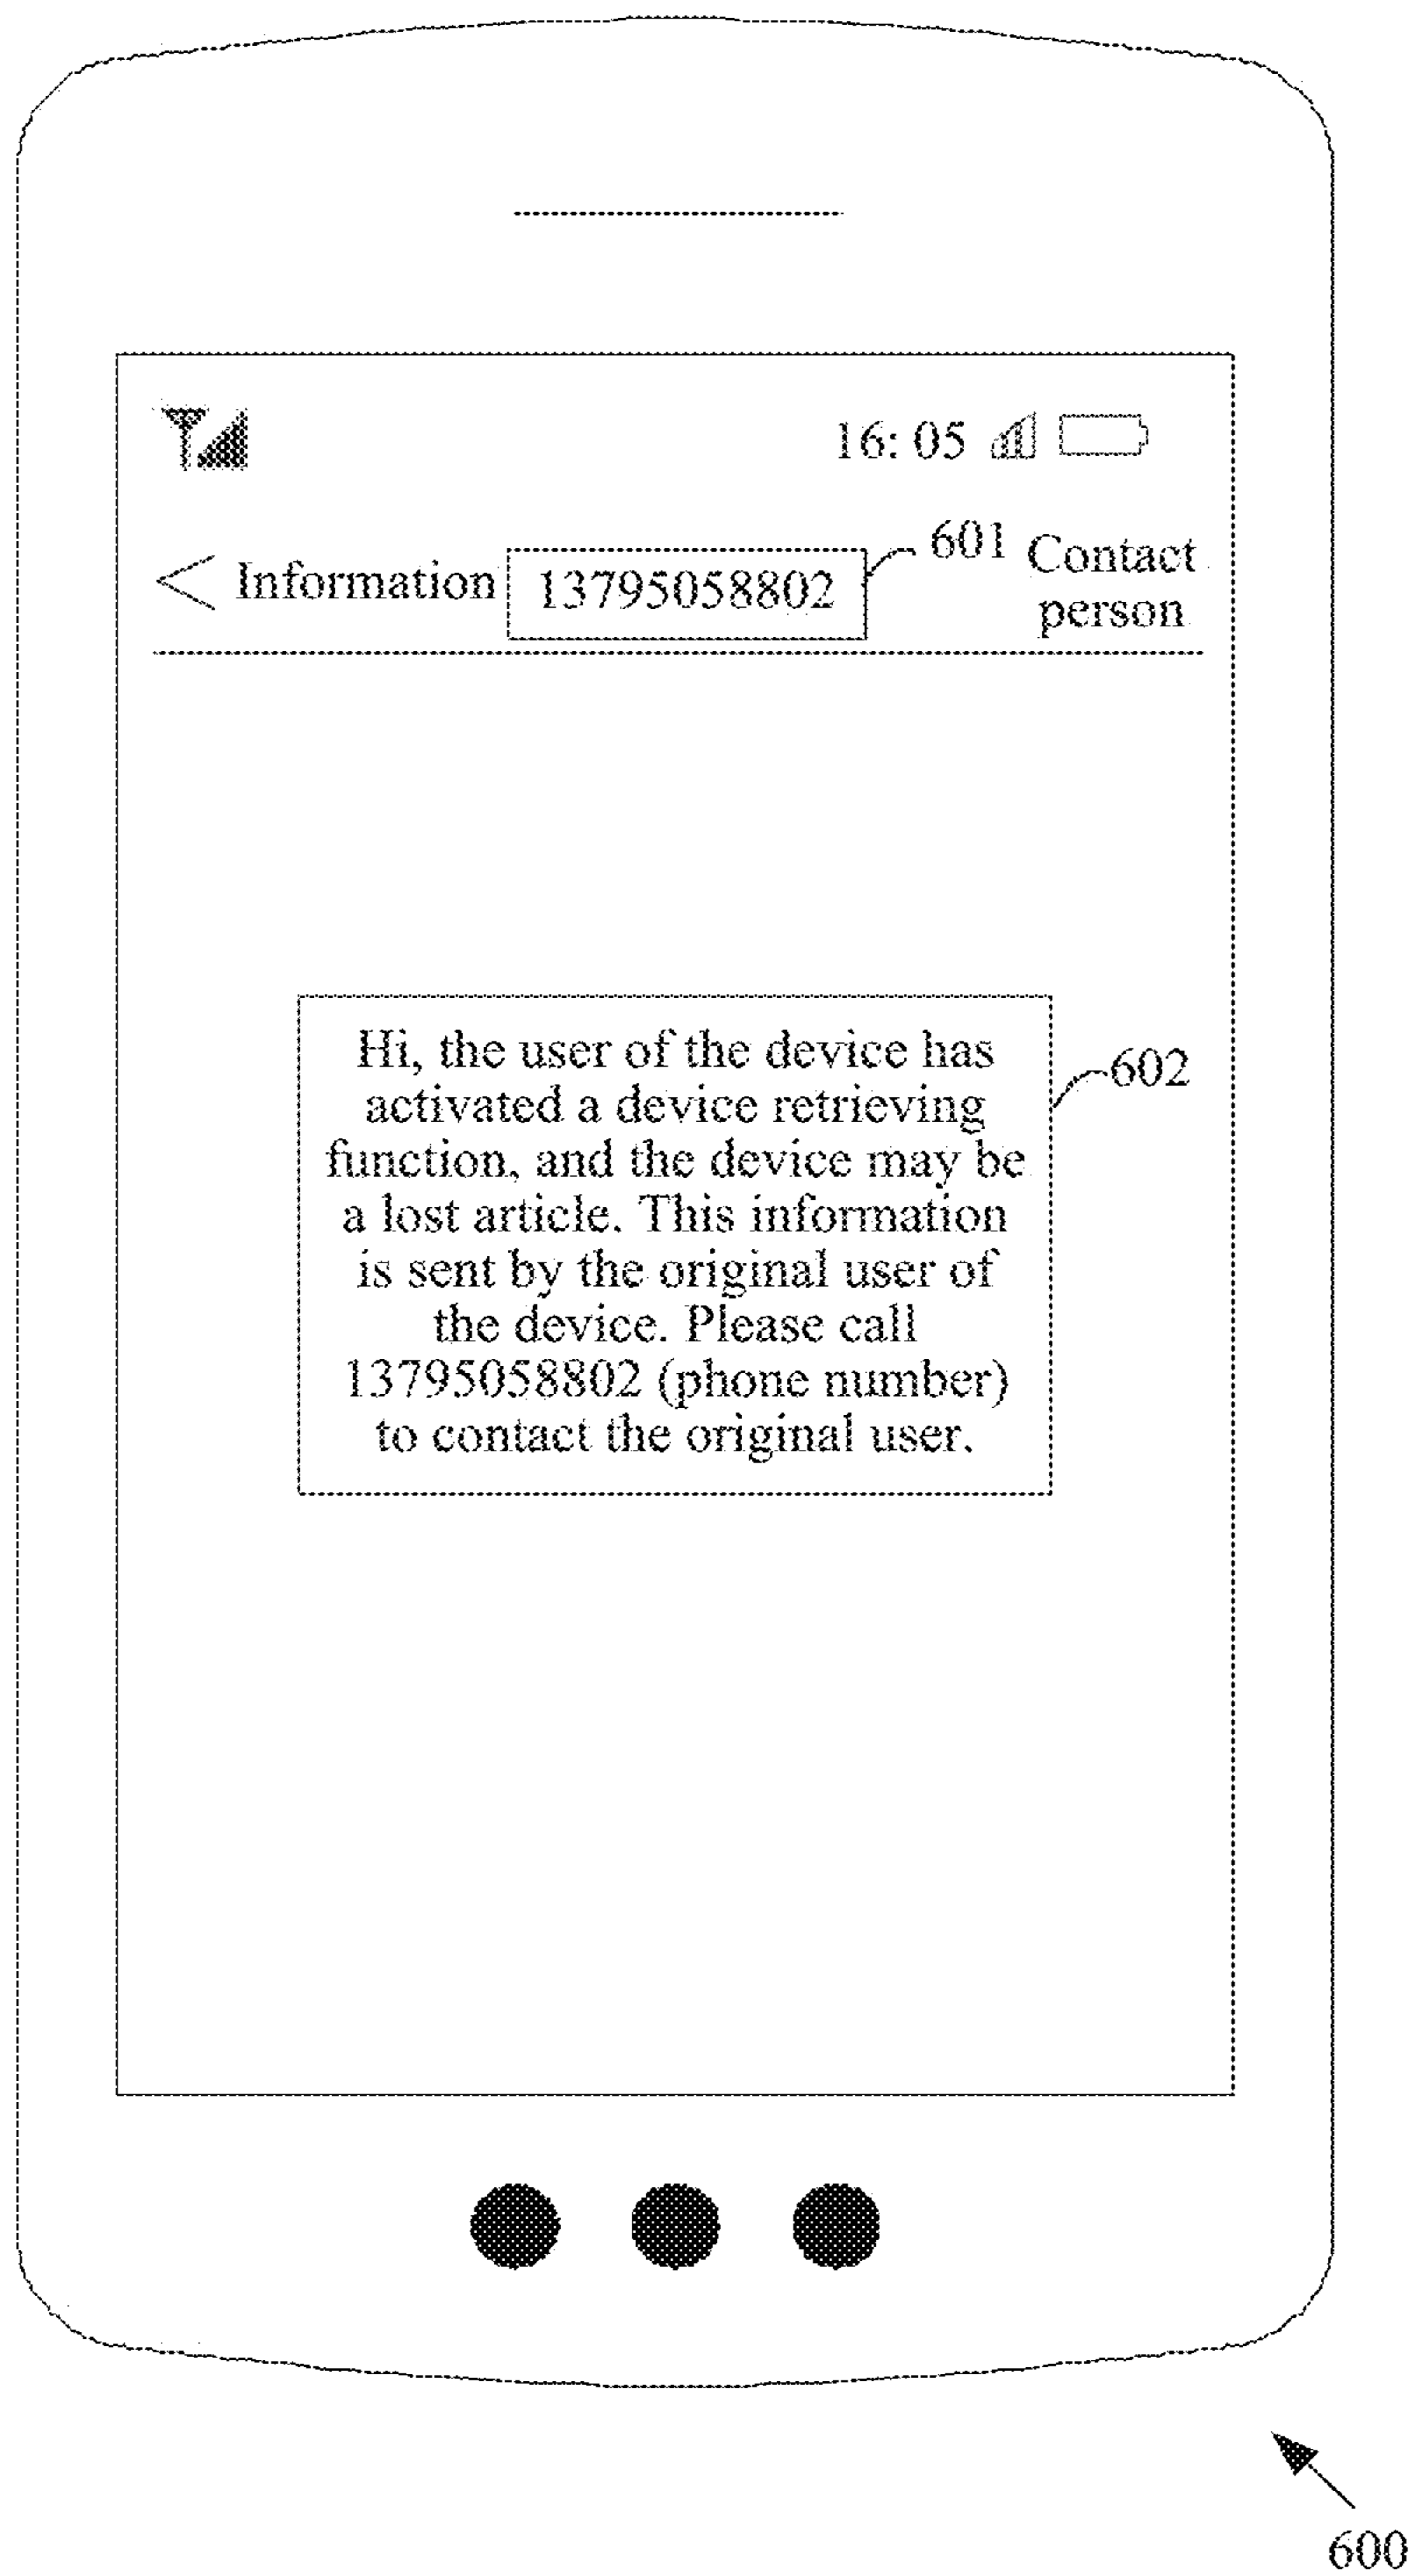 16: 05
601
Contact
< Information 13795058802
person
Hi, the user of the device has
602
activated a device retrieving
function, and the device may be
a lost article. This information
is sent by the original user of
the device. Please call
13795058802 (phone number)
to contact the original user.
600